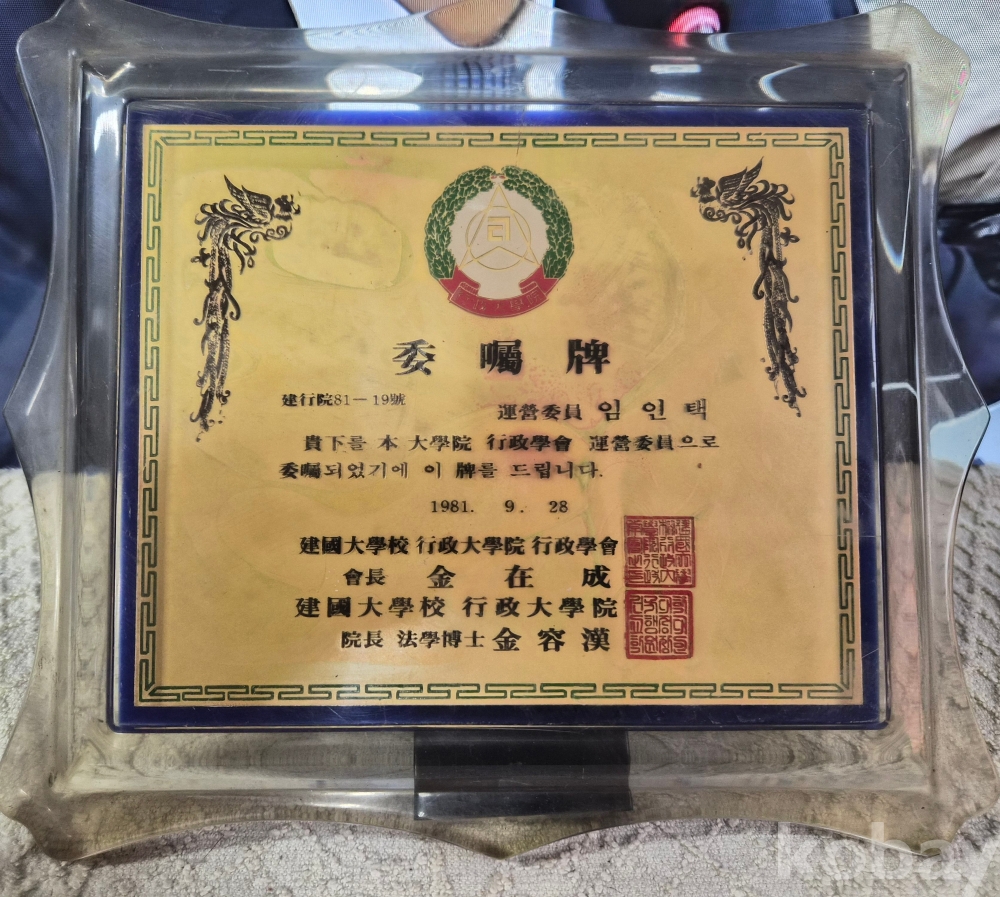 委囑牌
建行院81－19號
運營委員 임인택
貴下를 本 大學院 行政學會 運營委員으로
委囑되었기에 이 牌를 드립니다.
1981. 9. 28
建國大學校 行政大學院 行政學會
會長 金在成
建國大學校 行政大學院
院長 法學博士 金容漢
kobay